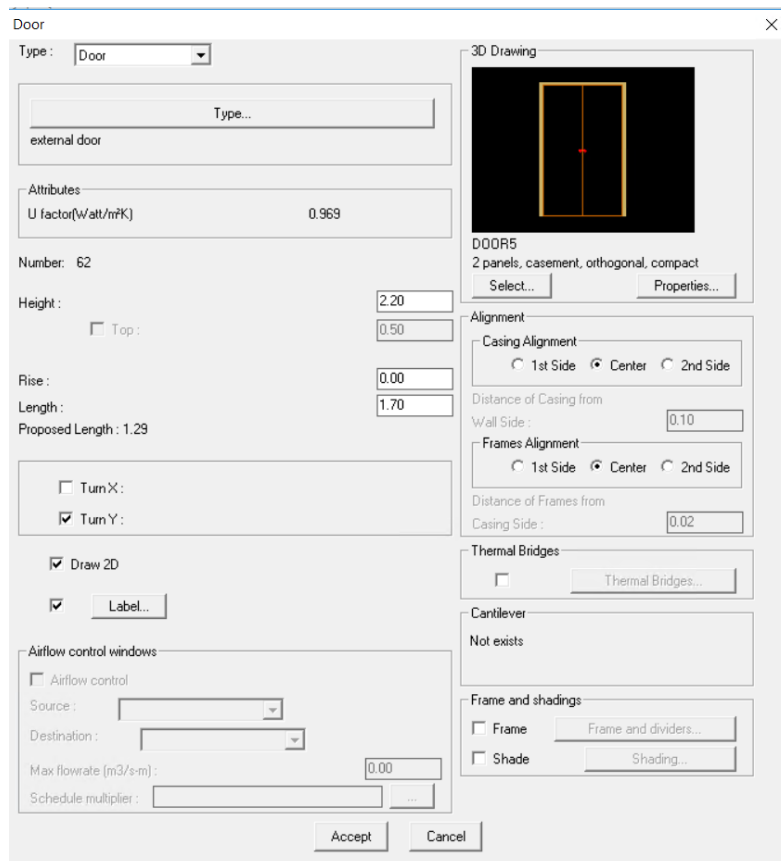 Door
Type :
Door
Type...
external door
Attributes
U factor(Watt/m²K) 0.969
Number: 62
Height : 2.20
Top : 0.50
Rise : 0.00
Length : 1.70
Proposed Length : 1.29
Turn X :
Turn Y :
Draw 2D
Label...
Airflow control windows
Airflow control
Source :
Destination :
Max flowrate (m3/s-m) : 0.00
Schedule multiplier : ...
3D Drawing
DOOR5
2 panels, casement, orthogonal, compact
Select... Properties...
Alignment
Casing Alignment
1st Side Center 2nd Side
Distance of Casing from
Wall Side : 0.10
Frames Alignment
1st Side Center 2nd Side
Distance of Frames from
Casing Side : 0.02
Thermal Bridges
Thermal Bridges...
Cantilever
Not exists
Frame and shadings
Frame Frame and dividers...
Shade Shading...
Accept Cancel